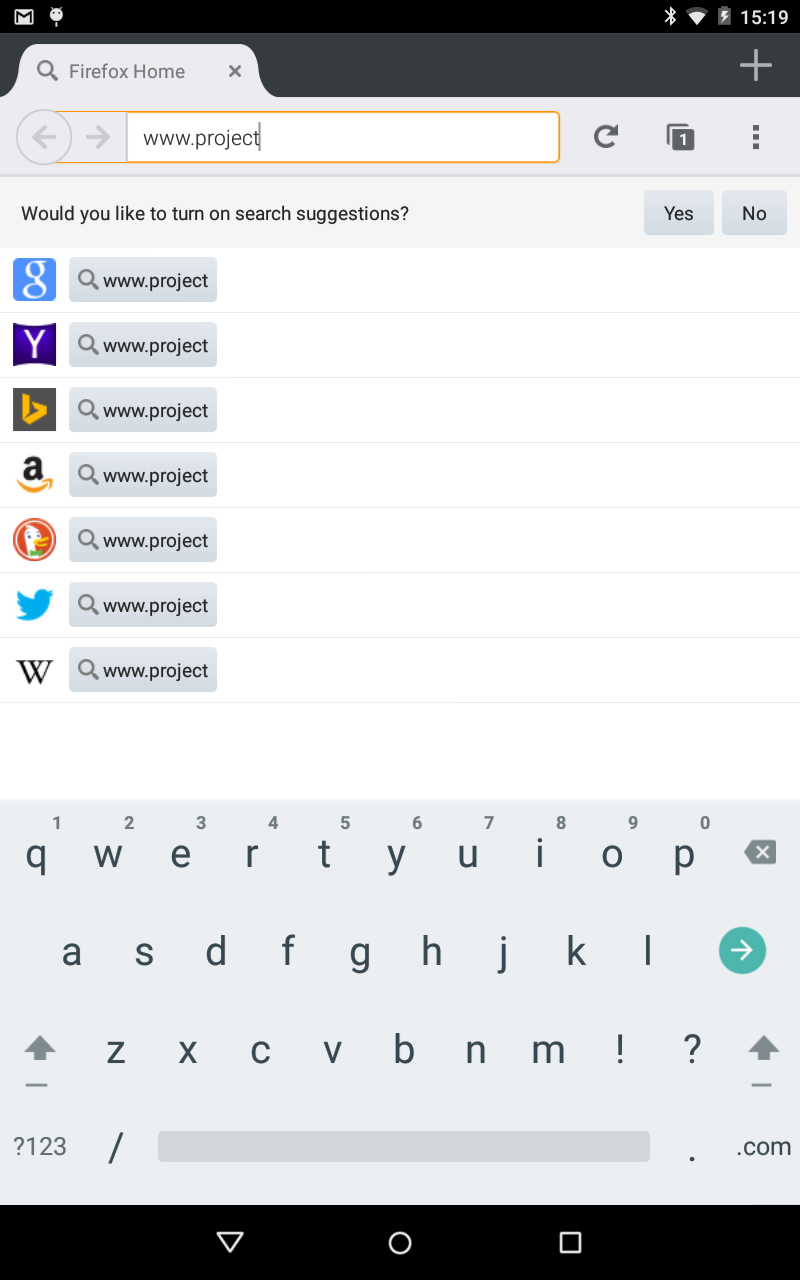 15:19
Firefox Home
www.project
1
Would you like to turn on search suggestions? Yes No
www.project
www.project
www.project
www.project
www.project
www.project
W www.project
1 2 3 4 5 6 7 8 9 0
q w e r t y u i o p
a s d f g h j k l
z x c v b n m ! ?
?123 / . .com